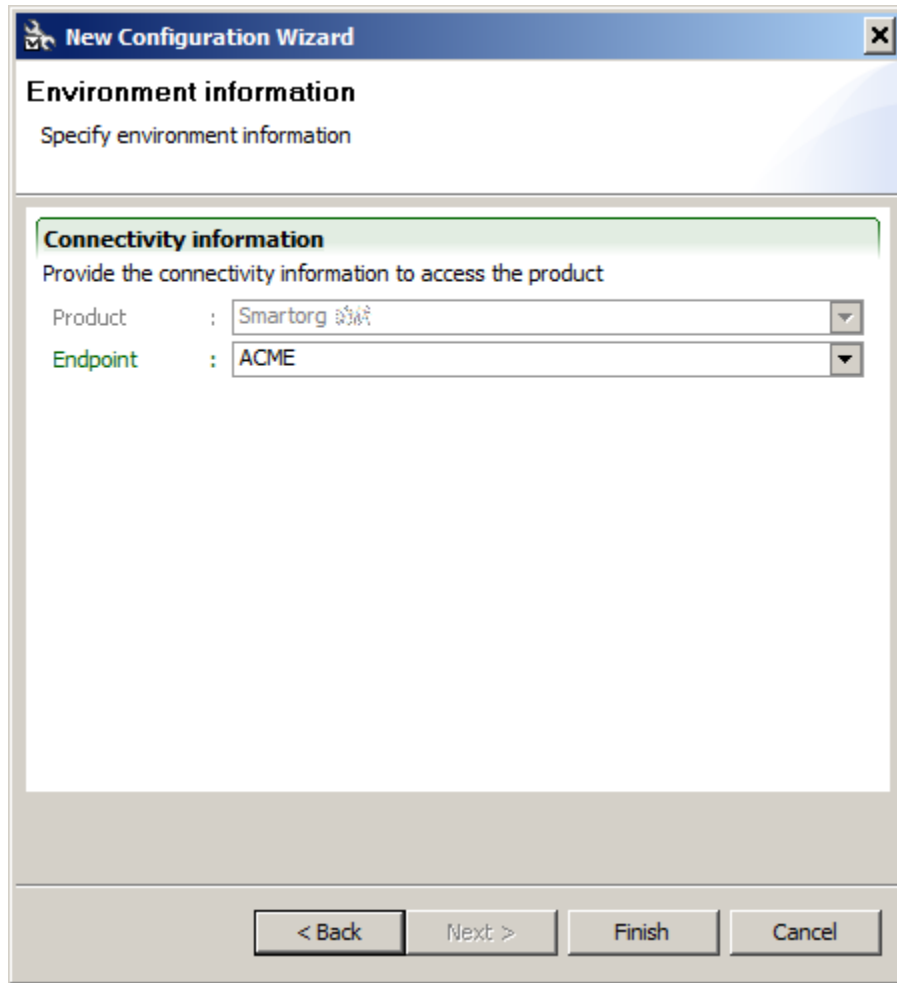 New Configuration Wizard
Environment information
Specify environment information
Connectivity information
Provide the connectivity information to access the product
Product : Smartorg
Endpoint : ACME
< Back Next > Finish Cancel